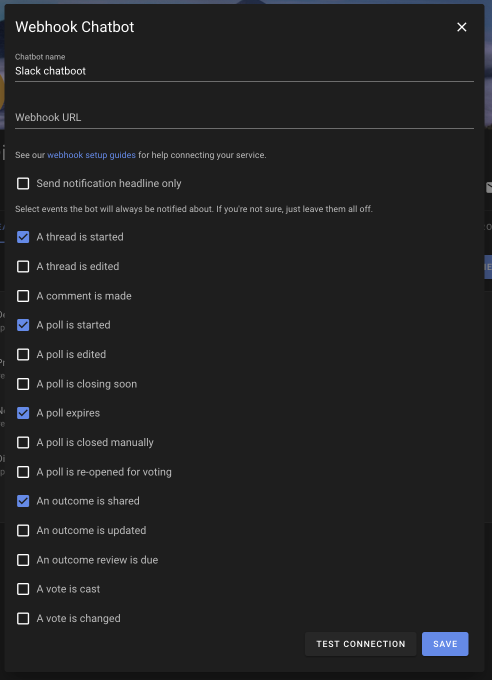 Webhook Chatbot
Chatbot name
Slack chatboot
Webhook URL
See our webhook setup guides for help connecting your service.
Send notification headline only
Select events the bot will always be notified about. If you're not sure, just leave them all off.
A thread is started
A thread is edited
A comment is made
A poll is started
A poll is edited
A poll is closing soon
A poll expires
A poll is closed manually
A poll is re-opened for voting
An outcome is shared
An outcome is updated
An outcome review is due
A vote is cast
A vote is changed
TEST CONNECTION
SAVE